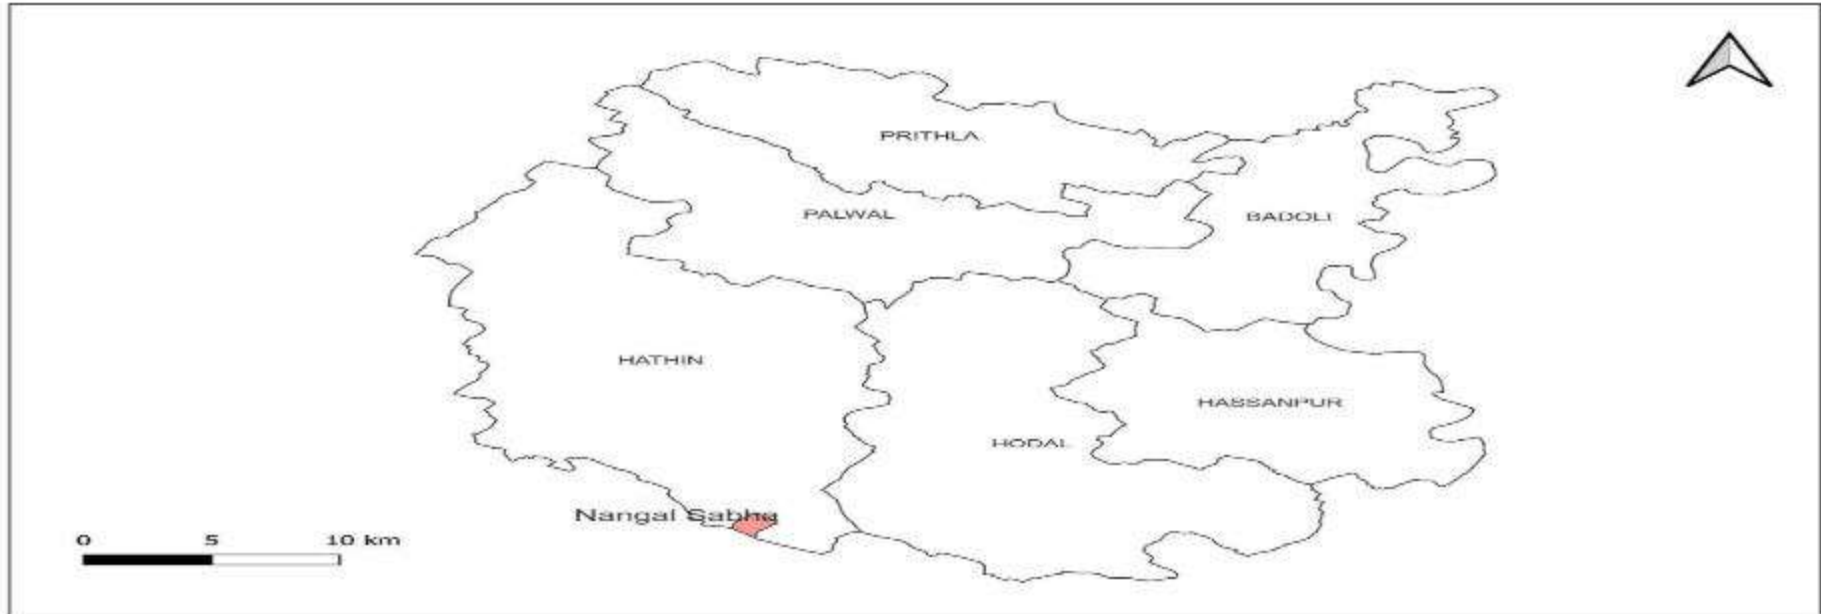 PRITHLA
PALWAL
BADOLI
HATHIN
HASSANPUR
HODAL
Nangal Sabha
0 5 10 km